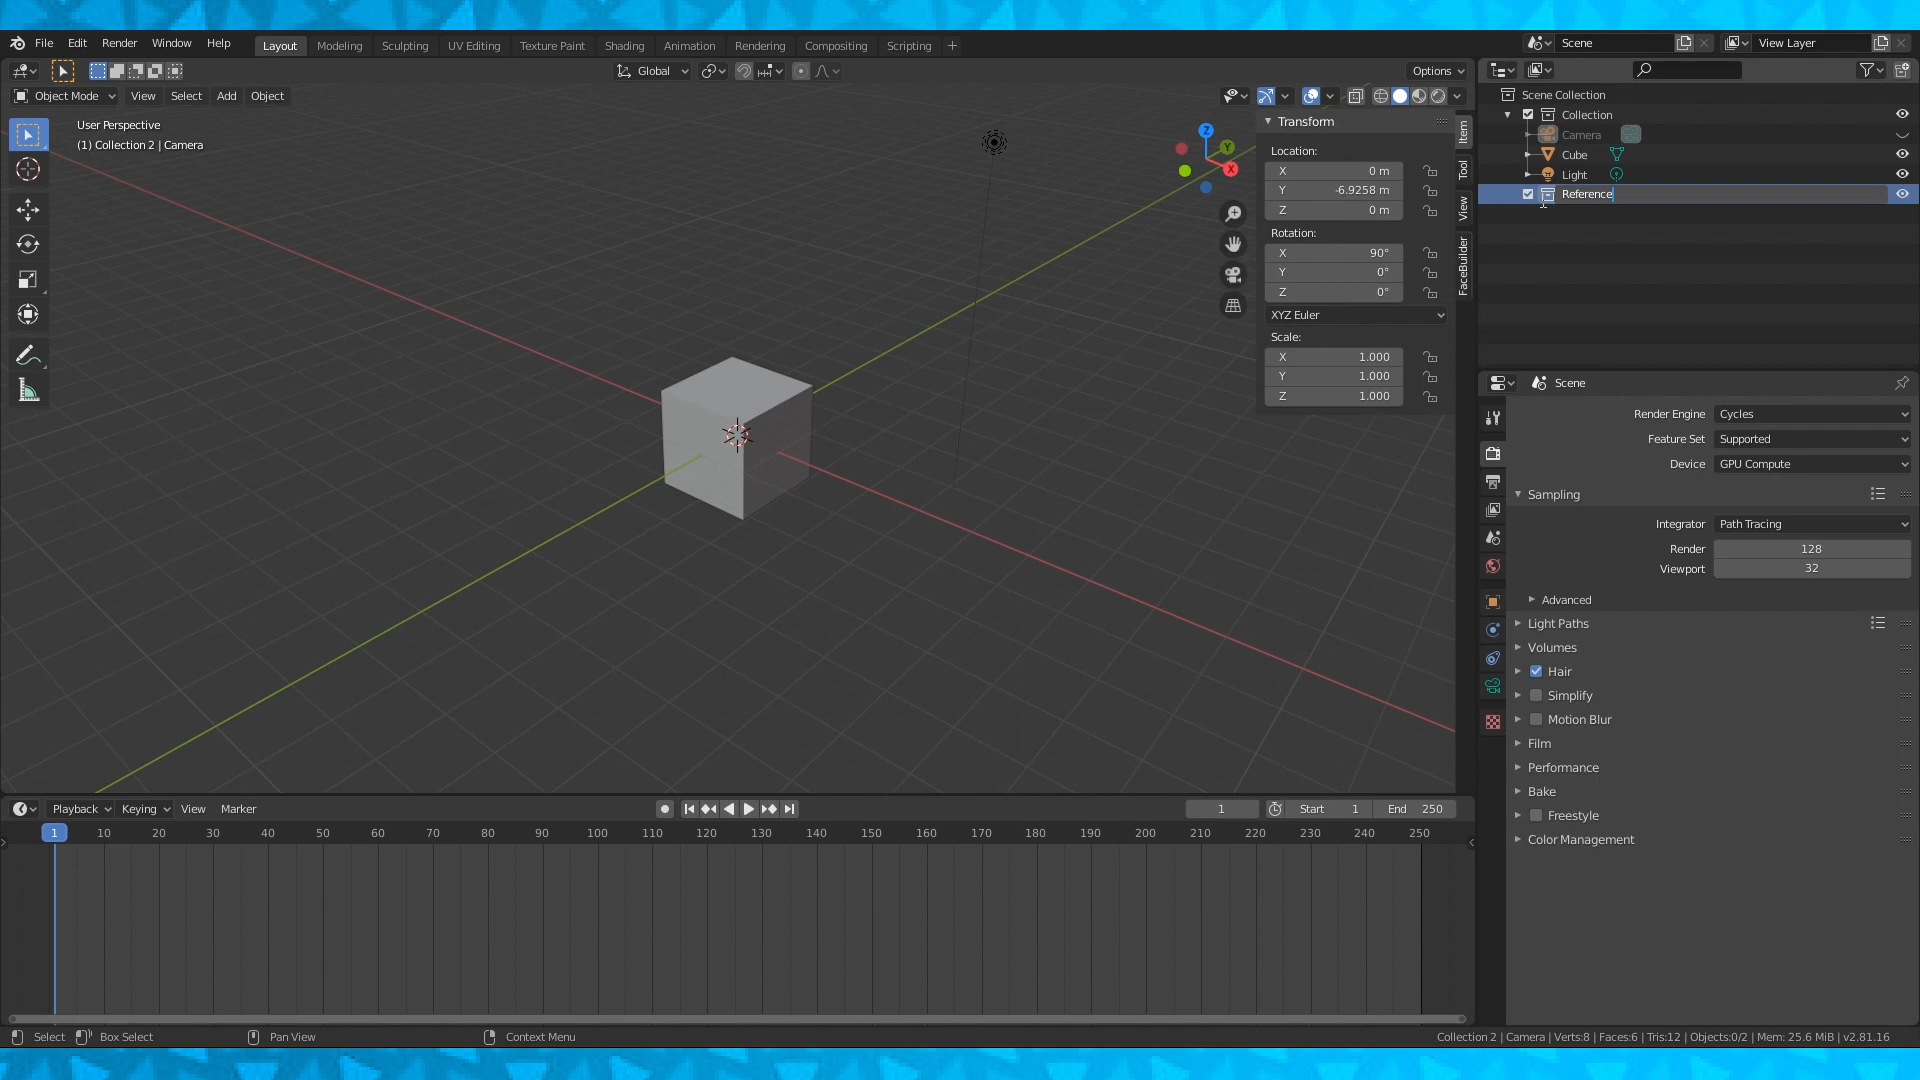 File Edit Render Window Help Layout Modeling Sculpting UV Editing Texture Paint Shading Animation Rendering Compositing Scripting + Scene View Layer
Global Options
Object Mode View Select Add Object
User Perspective
(1) Collection 2 | Camera
Z
Y
X
Transform
Location:
X 0 m
Y -6.9258 m
Z 0 m
Rotation:
X 90°
Y 0°
Z 0°
XYZ Euler
Scale:
X 1.000
Y 1.000
Z 1.000
Item
Tool
View
FaceBuilder
Scene Collection
Collection
Camera
Cube
Light
Reference
Scene
Render Engine Cycles
Feature Set Supported
Device GPU Compute
Sampling
Integrator Path Tracing
Render 128
Viewport 32
Advanced
Light Paths
Volumes
Hair
Simplify
Motion Blur
Film
Performance
Bake
Freestyle
Color Management
Playback Keying View Marker 1 Start 1 End 250
1 10 20 30 40 50 60 70 80 90 100 110 120 130 140 150 160 170 180 190 200 210 220 230 240 250
Select Box Select Pan View Context Menu Collection 2 | Camera | Verts:8 | Faces:6 | Tris:12 | Objects:0/2 | Mem: 25.6 MiB | v2.81.16